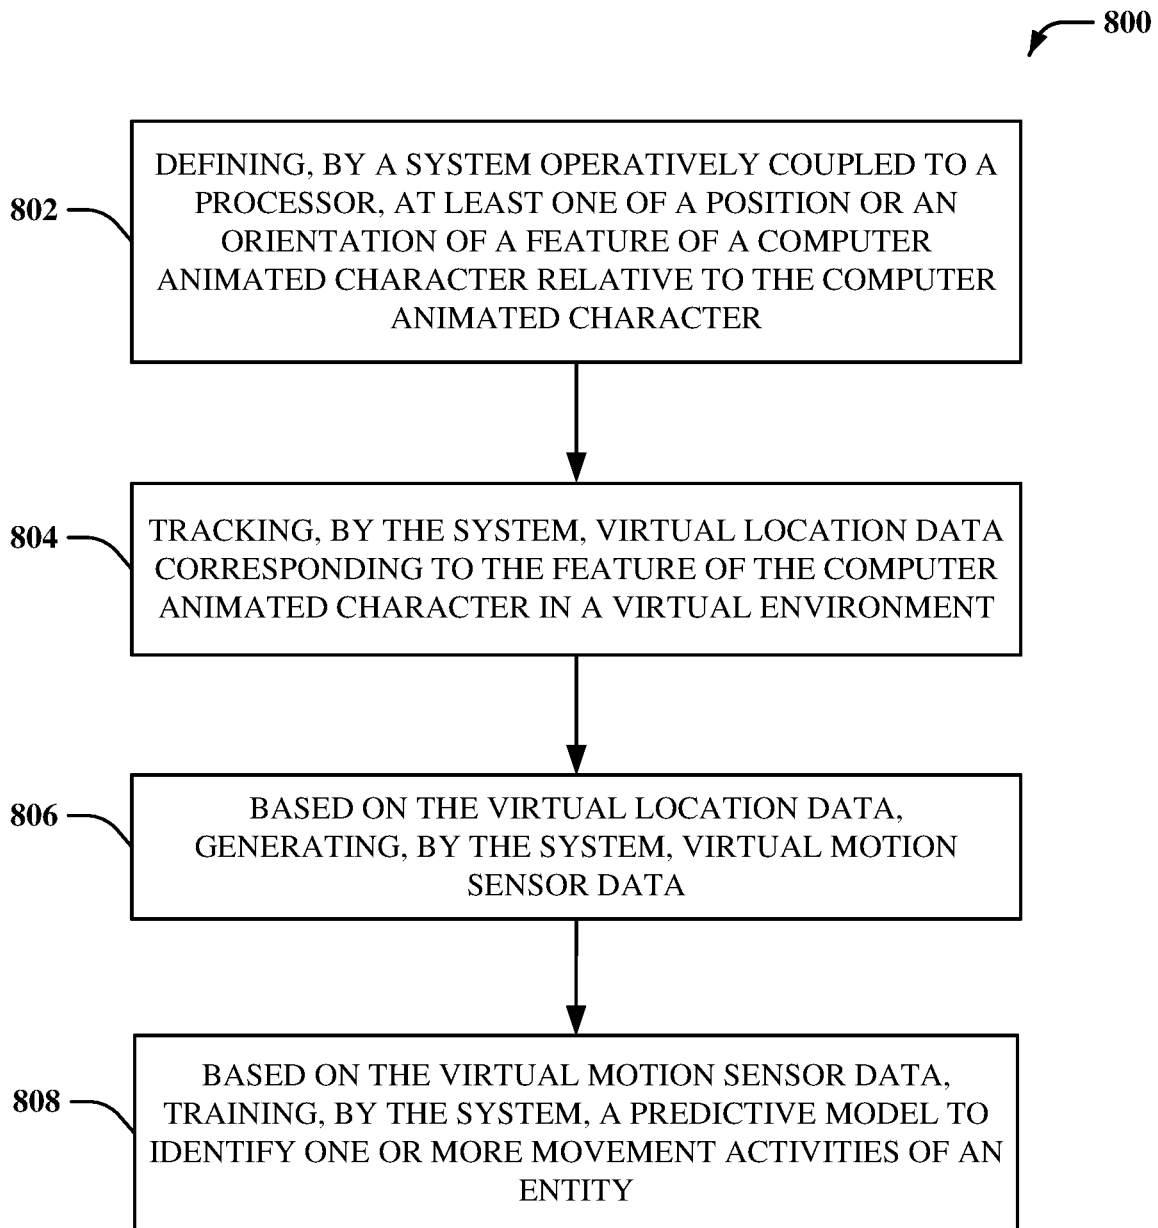 800
802
DEFINING, BY A SYSTEM OPERATIVELY COUPLED TO A
PROCESSOR, AT LEAST ONE OF A POSITION OR AN
ORIENTATION OF A FEATURE OF A COMPUTER
ANIMATED CHARACTER RELATIVE TO THE COMPUTER
ANIMATED CHARACTER
804
TRACKING, BY THE SYSTEM, VIRTUAL LOCATION DATA
CORRESPONDING TO THE FEATURE OF THE COMPUTER
ANIMATED CHARACTER IN A VIRTUAL ENVIRONMENT
806
BASED ON THE VIRTUAL LOCATION DATA,
GENERATING, BY THE SYSTEM, VIRTUAL MOTION
SENSOR DATA
808
BASED ON THE VIRTUAL MOTION SENSOR DATA,
TRAINING, BY THE SYSTEM, A PREDICTIVE MODEL TO
IDENTIFY ONE OR MORE MOVEMENT ACTIVITIES OF AN
ENTITY